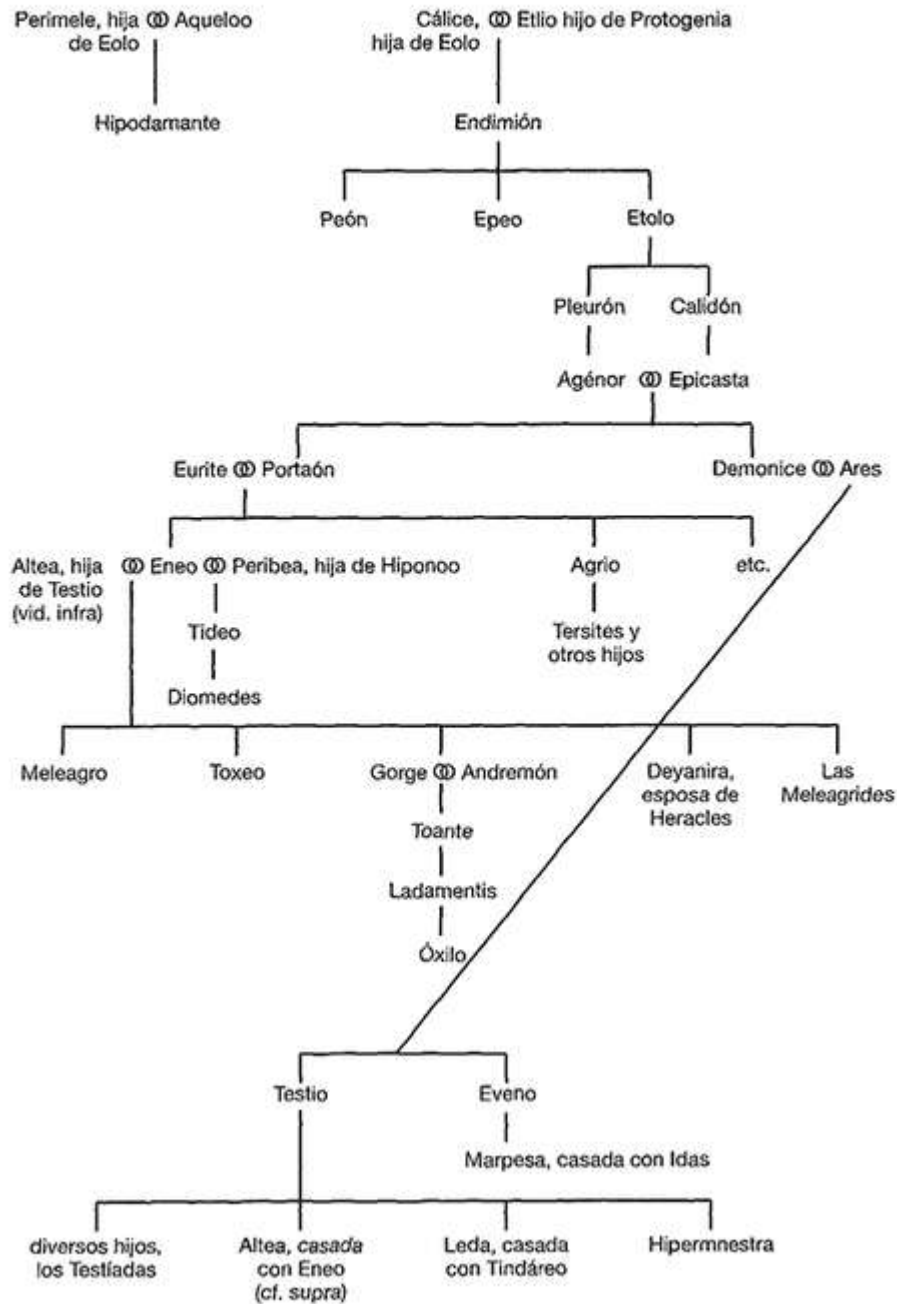 Perimele, hija ⚭ Aqueloo
de Eolo
Cálice, ⚭ Etlio hijo de Protogenia
hija de Eolo
Hipodamante
Endimión
Peón
Epeo
Etolo
Pleurón
Calidón
Agénor ⚭ Epicasta
Eurite ⚭ Portaón
Demonice ⚭ Ares
Altea, hija ⚭ Eneo ⚭ Peribea, hija de Hiponoo
de Testio
(vid. infra)
Agrio
etc.
Tideo
Tersites y
otros hijos
Diomedes
Meleagro
Toxeo
Gorge ⚭ Andremón
Deyanira,
esposa de
Heracles
Las
Meleagrides
Toante
Ladamentis
Óxilo
Testio
Eveno
Marpesa, casada con Idas
diversos hijos,
los Testíadas
Altea, casada
con Eneo
(cf. supra)
Leda, casada
con Tindáreo
Hipermnestra